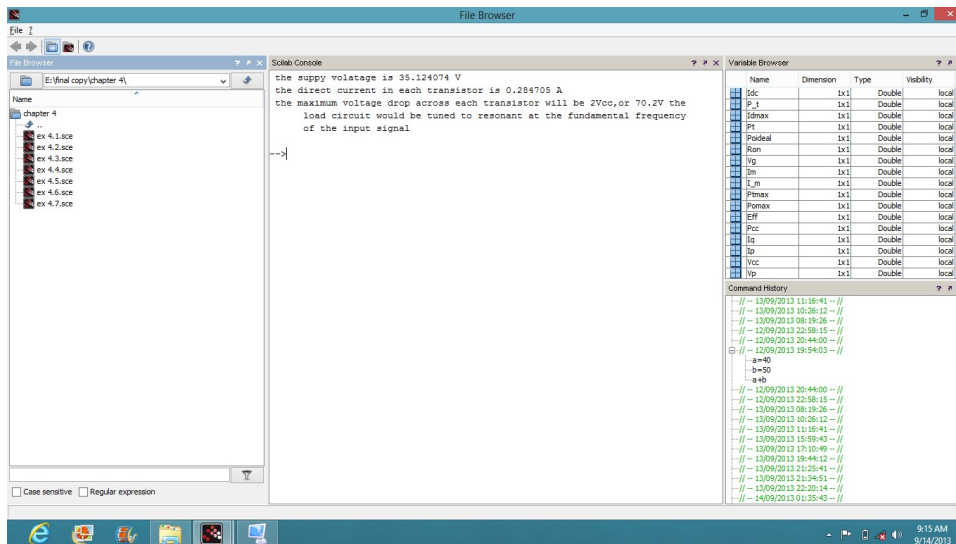 File Browser
File ?
File Browser
E:\final copy\chapter 4\
Name
chapter 4
..
ex 4.1.sce
ex 4.2.sce
ex 4.3.sce
ex 4.4.sce
ex 4.5.sce
ex 4.6.sce
ex 4.7.sce
Case sensitive Regular expression
Scilab Console
the suppy volatage is 35.124074 V
the direct current in each transistor is 0.284705 A
the maximum voltage drop across each transistor will be 2Vcc,or 70.2V the
load circuit would be tuned to resonant at the fundamental frequency
of the input signal
-->
Variable Browser
Name Dimension Type Visibility
Idc 1x1 Double local
P_t 1x1 Double local
Idmax 1x1 Double local
Pt 1x1 Double local
Poideal 1x1 Double local
Ron 1x1 Double local
Vg 1x1 Double local
Im 1x1 Double local
I_m 1x1 Double local
Ptmax 1x1 Double local
Pomax 1x1 Double local
Eff 1x1 Double local
Pcc 1x1 Double local
Iq 1x1 Double local
Ip 1x1 Double local
Vcc 1x1 Double local
Vp 1x1 Double local
Command History
// -- 13/09/2013 11:16:41 -- //
// -- 13/09/2013 10:26:12 -- //
// -- 13/09/2013 08:19:26 -- //
// -- 12/09/2013 22:58:15 -- //
// -- 12/09/2013 20:44:00 -- //
// -- 12/09/2013 19:54:03 -- //
a=40
b=50
a+b
// -- 12/09/2013 20:44:00 -- //
// -- 12/09/2013 22:58:15 -- //
// -- 13/09/2013 08:19:26 -- //
// -- 13/09/2013 10:26:12 -- //
// -- 13/09/2013 11:16:41 -- //
// -- 13/09/2013 15:59:43 -- //
// -- 13/09/2013 17:10:49 -- //
// -- 13/09/2013 19:44:12 -- //
// -- 13/09/2013 21:25:41 -- //
// -- 13/09/2013 21:34:51 -- //
// -- 13/09/2013 22:20:14 -- //
// -- 14/09/2013 01:35:43 -- //
9:15 AM
9/14/2013